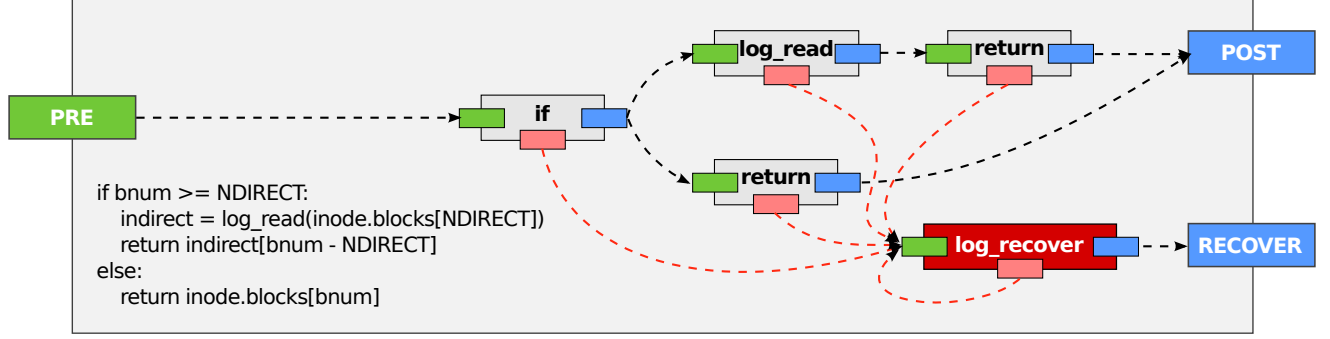 log_read
return
POST
PRE
if
return
if bnum >= NDIRECT:
indirect = log_read(inode.blocks[NDIRECT])
return indirect[bnum - NDIRECT]
else:
return inode.blocks[bnum]
log_recover
RECOVER